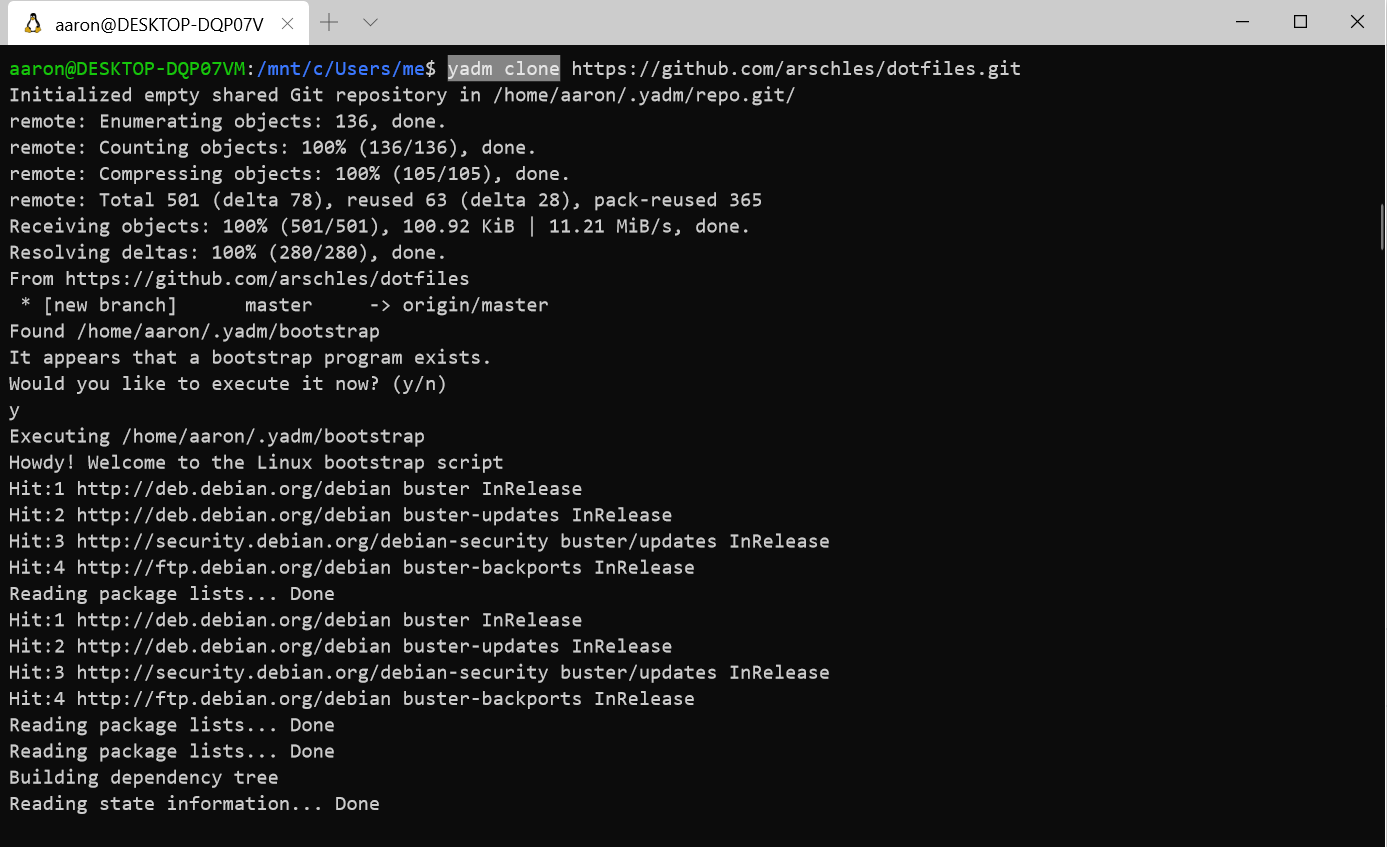 aaron@DESKTOP-DQP07V
aaron@DESKTOP-DQP07VM:/mnt/c/Users/me$ yadm clone https://github.com/arschles/dotfiles.git
Initialized empty shared Git repository in /home/aaron/.yadm/repo.git/
remote: Enumerating objects: 136, done.
remote: Counting objects: 100% (136/136), done.
remote: Compressing objects: 100% (105/105), done.
remote: Total 501 (delta 78), reused 63 (delta 28), pack-reused 365
Receiving objects: 100% (501/501), 100.92 KiB | 11.21 MiB/s, done.
Resolving deltas: 100% (280/280), done.
From https://github.com/arschles/dotfiles
 * [new branch]      master     -> origin/master
Found /home/aaron/.yadm/bootstrap
It appears that a bootstrap program exists.
Would you like to execute it now? (y/n)
y
Executing /home/aaron/.yadm/bootstrap
Howdy! Welcome to the Linux bootstrap script
Hit:1 http://deb.debian.org/debian buster InRelease
Hit:2 http://deb.debian.org/debian buster-updates InRelease
Hit:3 http://security.debian.org/debian-security buster/updates InRelease
Hit:4 http://ftp.debian.org/debian buster-backports InRelease
Reading package lists... Done
Hit:1 http://deb.debian.org/debian buster InRelease
Hit:2 http://deb.debian.org/debian buster-updates InRelease
Hit:3 http://security.debian.org/debian-security buster/updates InRelease
Hit:4 http://ftp.debian.org/debian buster-backports InRelease
Reading package lists... Done
Reading package lists... Done
Building dependency tree
Reading state information... Done